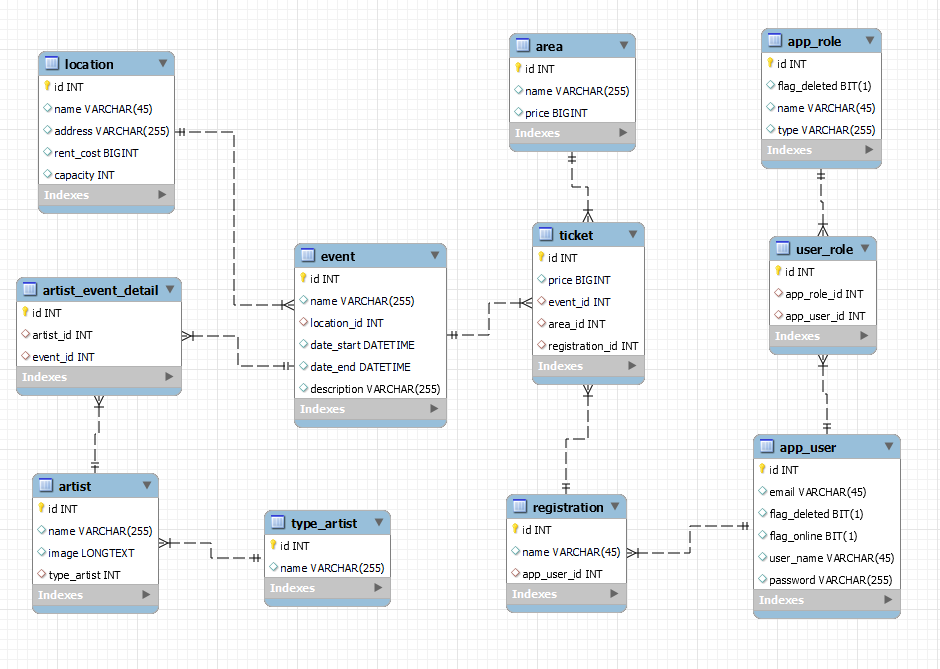 location
id INT
name VARCHAR(45)
address VARCHAR(255)
rent_cost BIGINT
capacity INT
Indexes
area
id INT
name VARCHAR(255)
price BIGINT
Indexes
app_role
id INT
flag_deleted BIT(1)
name VARCHAR(45)
type VARCHAR(255)
Indexes
artist_event_detail
id INT
artist_id INT
event_id INT
Indexes
event
id INT
name VARCHAR(255)
location_id INT
date_start DATETIME
date_end DATETIME
description VARCHAR(255)
Indexes
ticket
id INT
price BIGINT
event_id INT
area_id INT
registration_id INT
Indexes
user_role
id INT
app_role_id INT
app_user_id INT
Indexes
artist
id INT
name VARCHAR(255)
image LONGTEXT
type_artist INT
Indexes
type_artist
id INT
name VARCHAR(255)
Indexes
registration
id INT
name VARCHAR(45)
app_user_id INT
Indexes
app_user
id INT
email VARCHAR(45)
flag_deleted BIT(1)
flag_online BIT(1)
user_name VARCHAR(45)
password VARCHAR(255)
Indexes